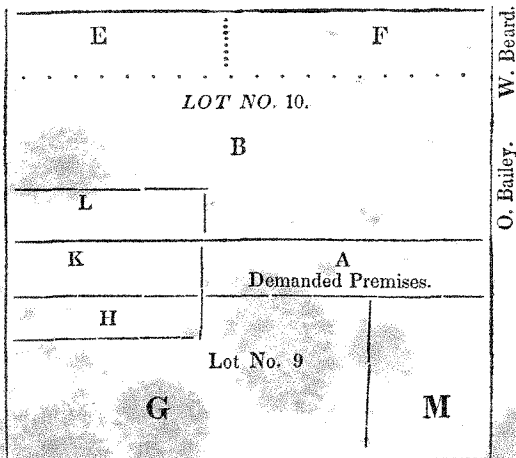 E F
LOT NO. 10.
B
L
K A
Demanded Premises.
H
Lot No. 9
G M
O. Bailey. W. Beard.